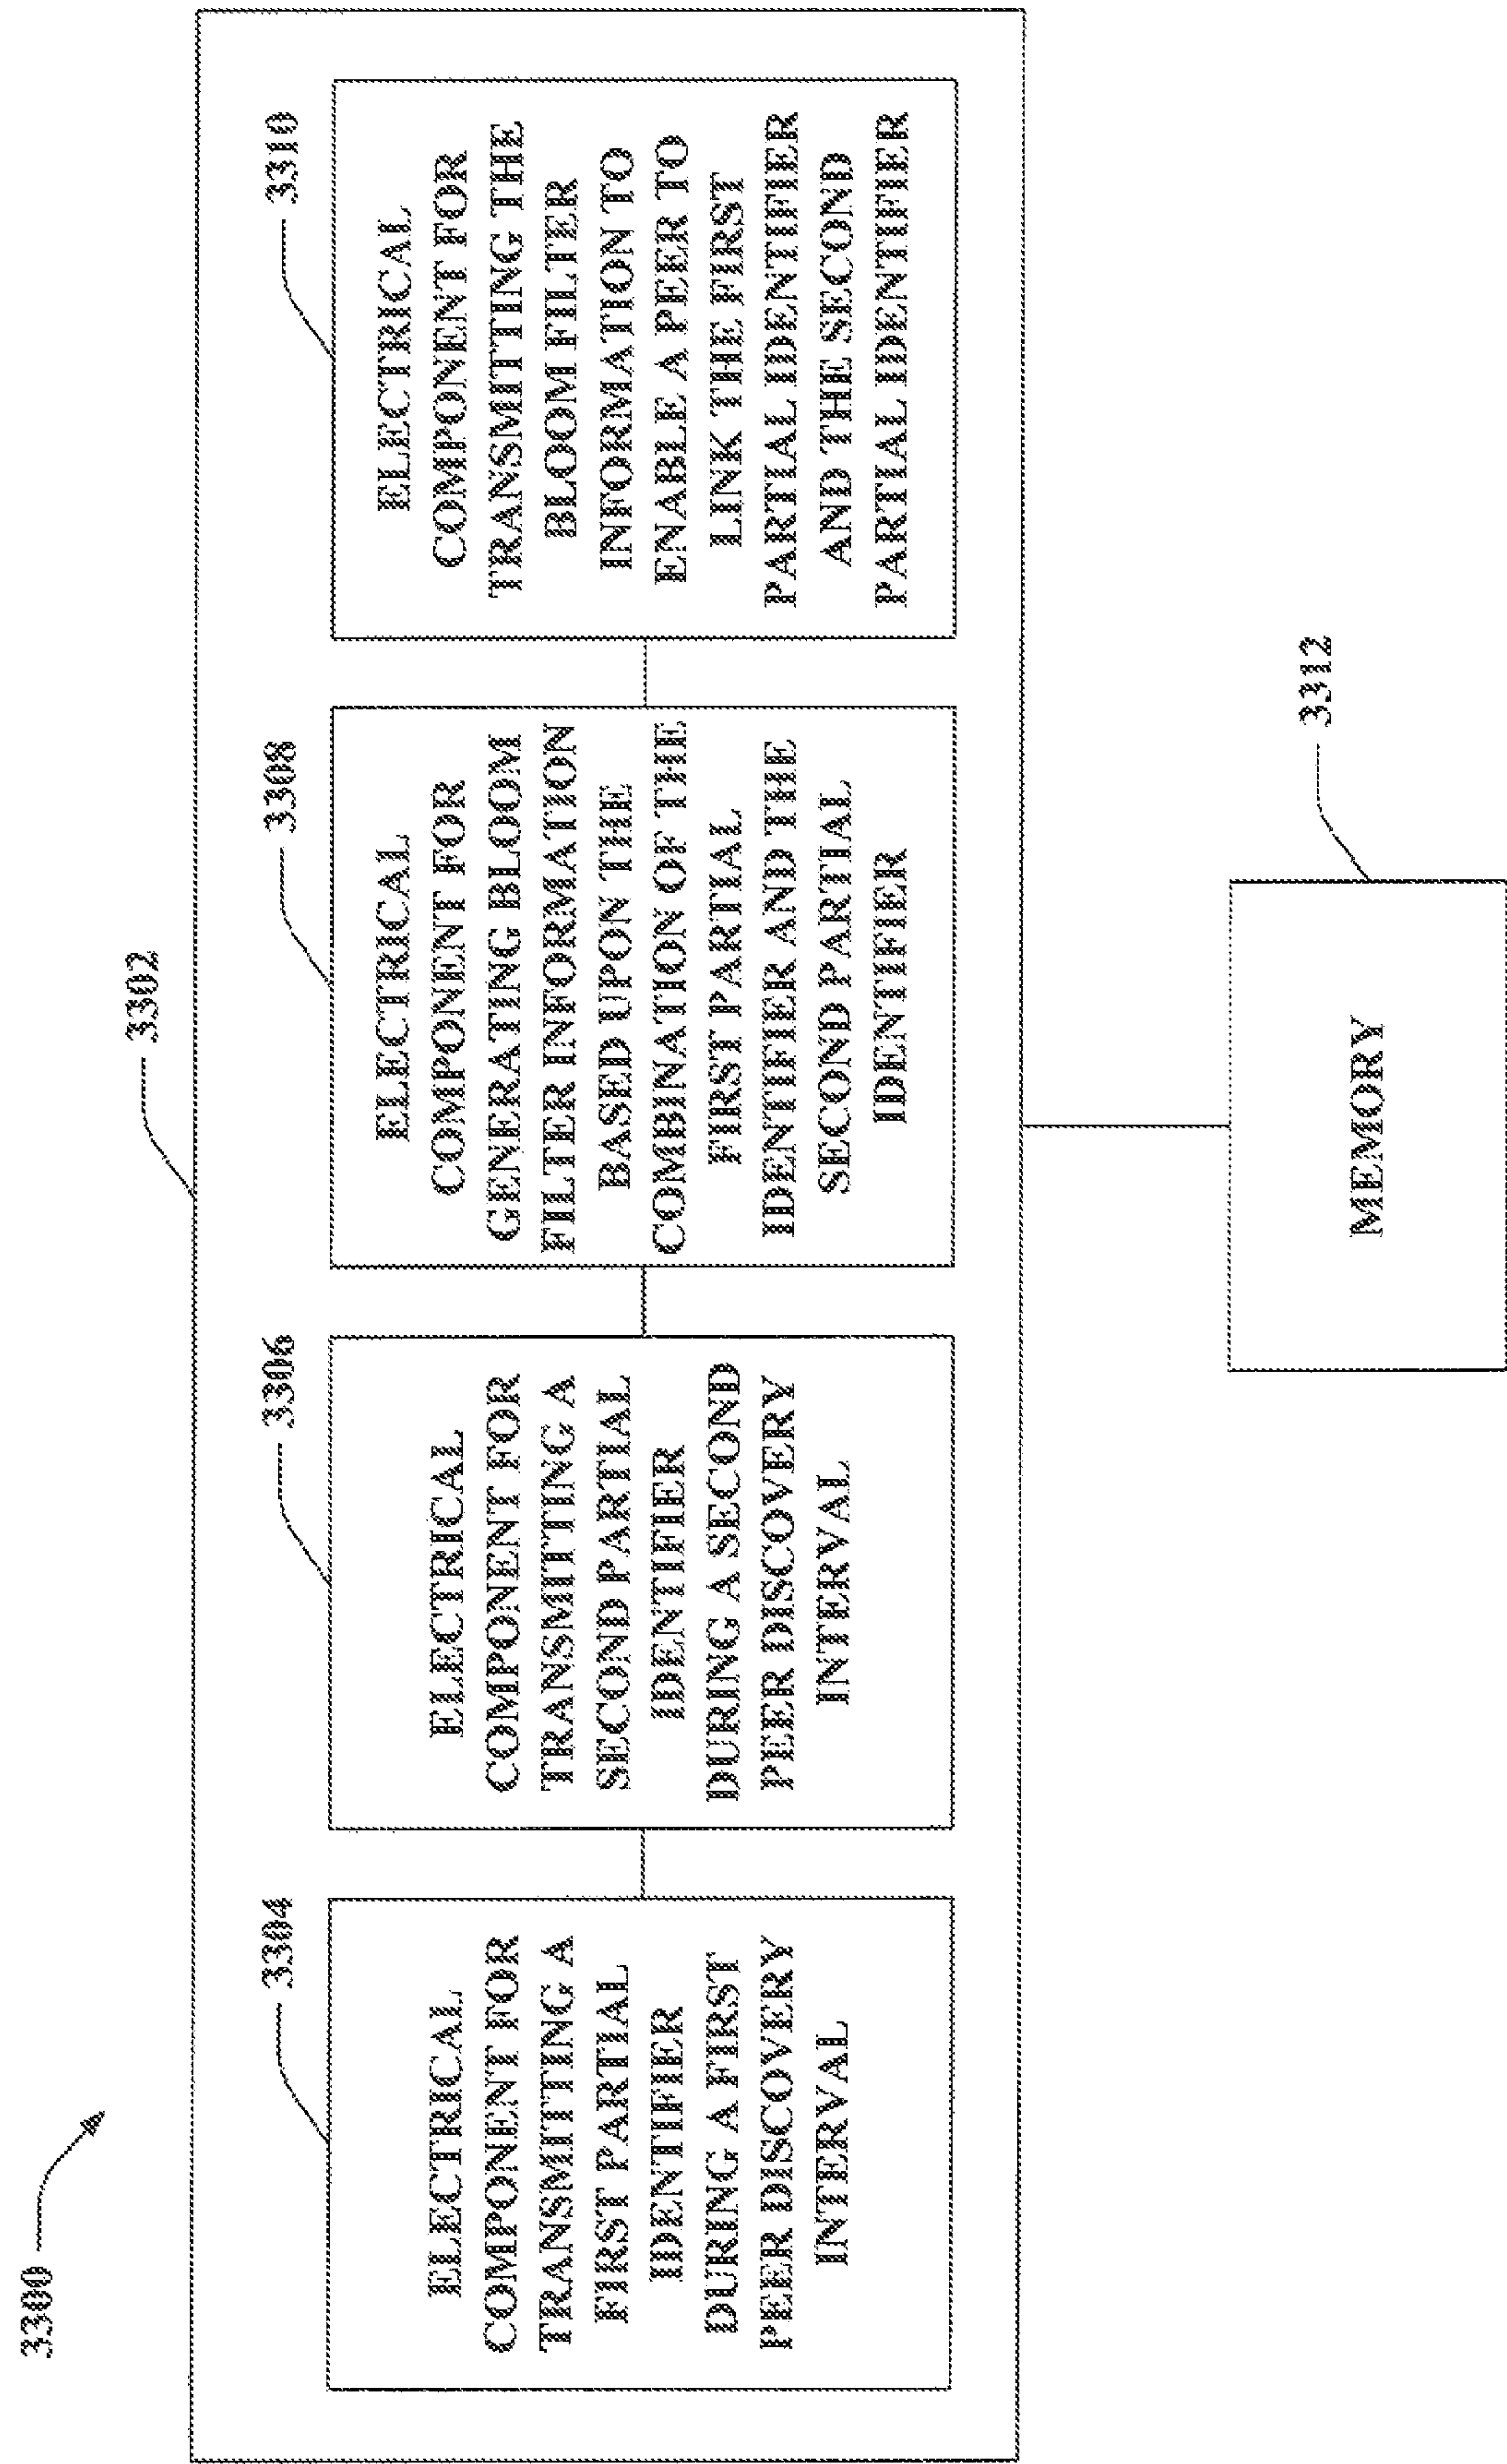 3300
3302
3304
ELECTRICAL
COMPONENT FOR
TRANSMITTING A
FIRST PARTIAL
IDENTIFIER
DURING A FIRST
PEER DISCOVERY
INTERVAL
3306
ELECTRICAL
COMPONENT FOR
TRANSMITTING A
SECOND PARTIAL
IDENTIFIER
DURING A SECOND
PEER DISCOVERY
INTERVAL
3308
ELECTRICAL
COMPONENT FOR
GENERATING BLOOM
FILTER INFORMATION
BASED UPON THE
COMBINATION OF THE
FIRST PARTIAL
IDENTIFIER AND THE
SECOND PARTIAL
IDENTIFIER
3310
ELECTRICAL
COMPONENT FOR
TRANSMITTING THE
BLOOM FILTER
INFORMATION TO
ENABLE A PEER TO
LINK THE FIRST
PARTIAL IDENTIFIER
AND THE SECOND
PARTIAL IDENTIFIER
3312
MEMORY